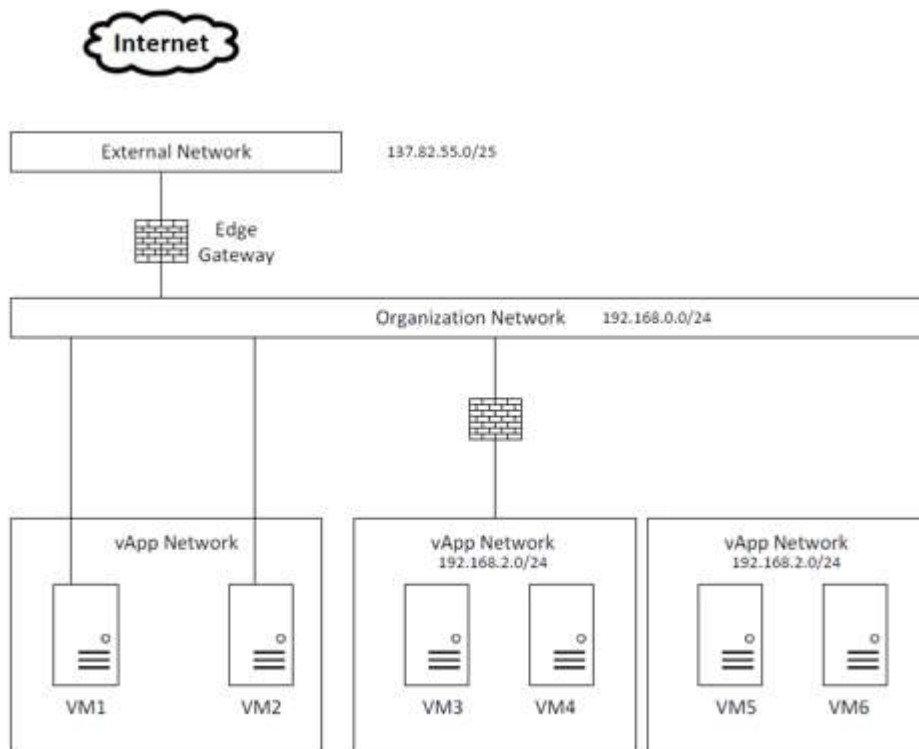 Internet
External Network 137.82.55.0/25
Edge
Gateway
Organization Network 192.168.0.0/24
vApp Network
vApp Network
192.168.2.0/24
vApp Network
192.168.2.0/24
VM1
VM2
VM3
VM4
VM5
VM6